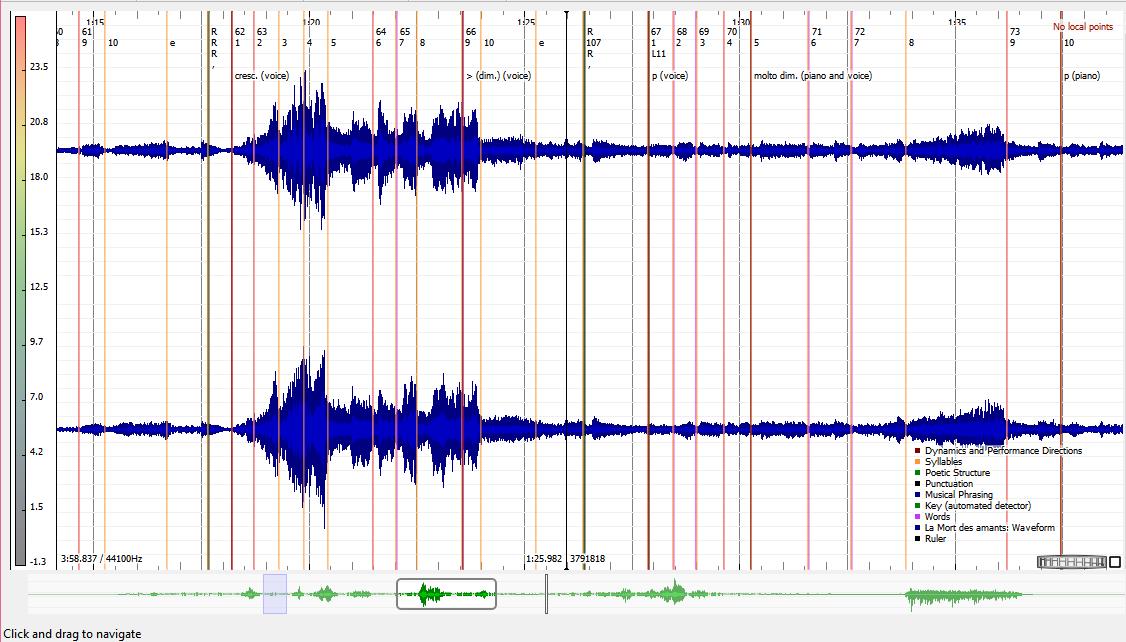 1:15 1:20 1:25 1:30 1:35
No local points
61 R 62 63 64 65 66 R 67 68 69 70 71 72 73
9 10 e R 1 2 3 4 5 6 7 8 9 10 e 107 1 2 3 4 5 6 7 8 9 10
R R L11
, ,
cresc. (voice) > (dim.) (voice) p (voice) molto dim. (piano and voice) p (piano)
23.5
20.8
18.0
15.3
12.5
9.7
7.0
4.2
1.5
-1.3
Dynamics and Performance Directions
Syllables
Poetic Structure
Punctuation
Musical Phrasing
Key (automated detector)
Words
La Mort des amants: Waveform
Ruler
3:58.837 / 44100Hz 1:25.982 3791818
Click and drag to navigate